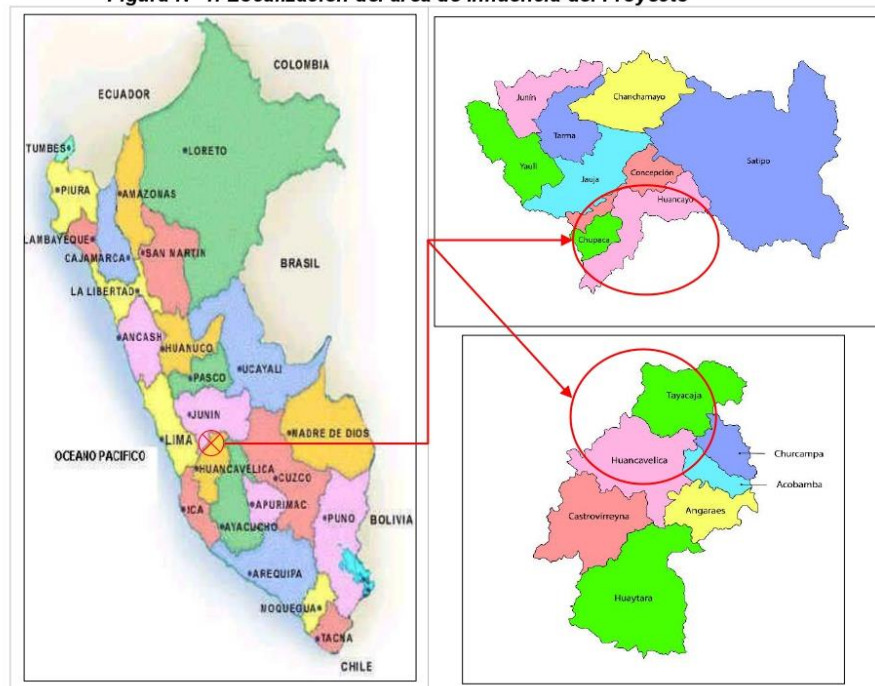 Figura N° 1: Localización del área de influencia del Proyecto
COLOMBIA
ECUADOR
TUMBES
LORETO
PIURA
AMAZONAS
LAMBAYEQUE
CAJAMARCA
SAN MARTIN
BRASIL
LA LIBERTAD
ANCASH
HUANUCO
UCAYALI
PASCO
JUNIN
LIMA
MADRE DE DIOS
OCEANO PACIFICO
HUANCAVELICA
CUZCO
ICA
APURIMAC
AYACUCHO
PUNO
BOLIVIA
AREQUIPA
MOQUEGUA
TACNA
CHILE
Junín
Chanchamayo
Tarma
Yauli
Satipo
Jauja
Concepción
Huancayo
Chupaca
Tayacaja
Huancavelica
Churcampa
Acobamba
Castrovirreyna
Angaraes
Huaytara